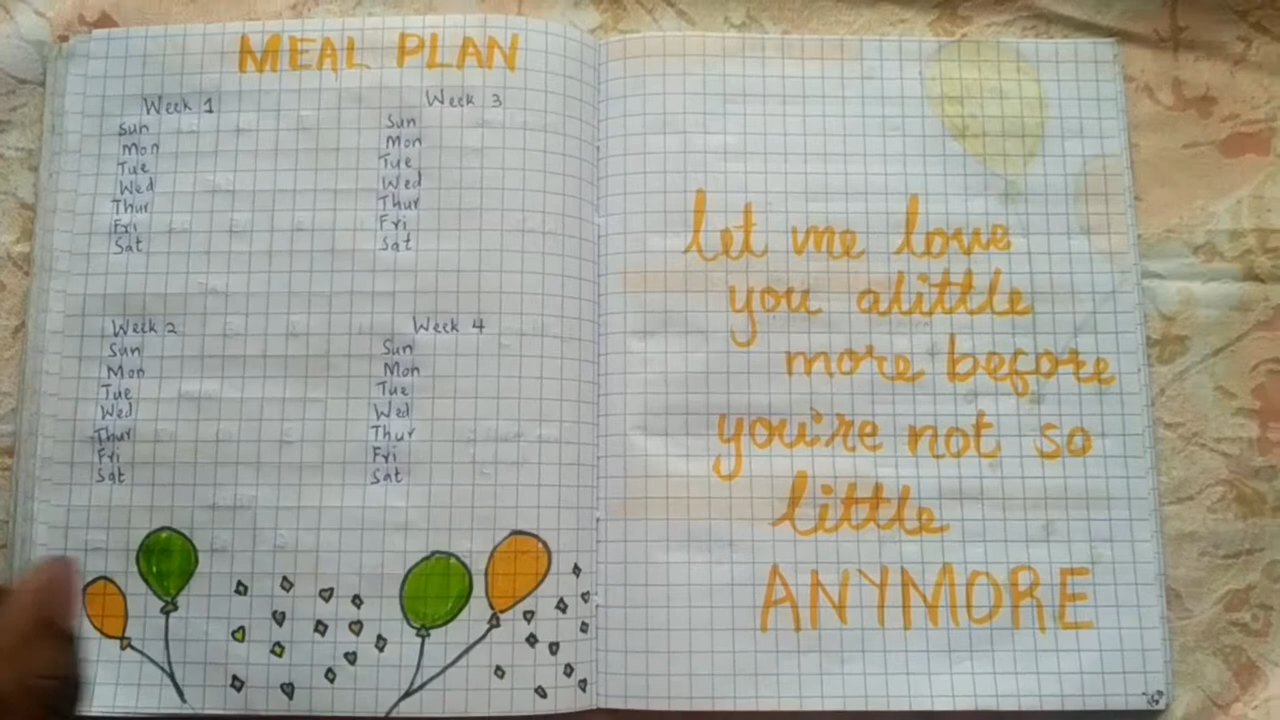 MEAL PLAN
Week 1
Sun
Mon
Tue
Wed
Thur
Fri
Sat
Week 2
Sun
Mon
Tue
Wed
Thur
Fri
Sat
Week 3
Sun
Mon
Tue
Wed
Thur
Fri
Sat
Week 4
Sun
Mon
Tue
Wed
Thur
Fri
Sat
let me love
you alittle
more before
you're not so
little
ANYMORE